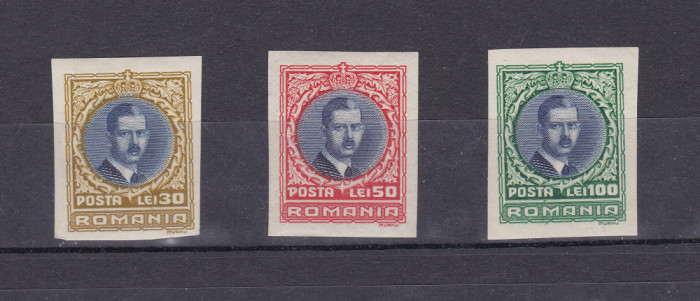 POSTA LEI 30
ROMANIA
POSTA LEI 50
ROMANIA
POSTA LEI 100
ROMANIA